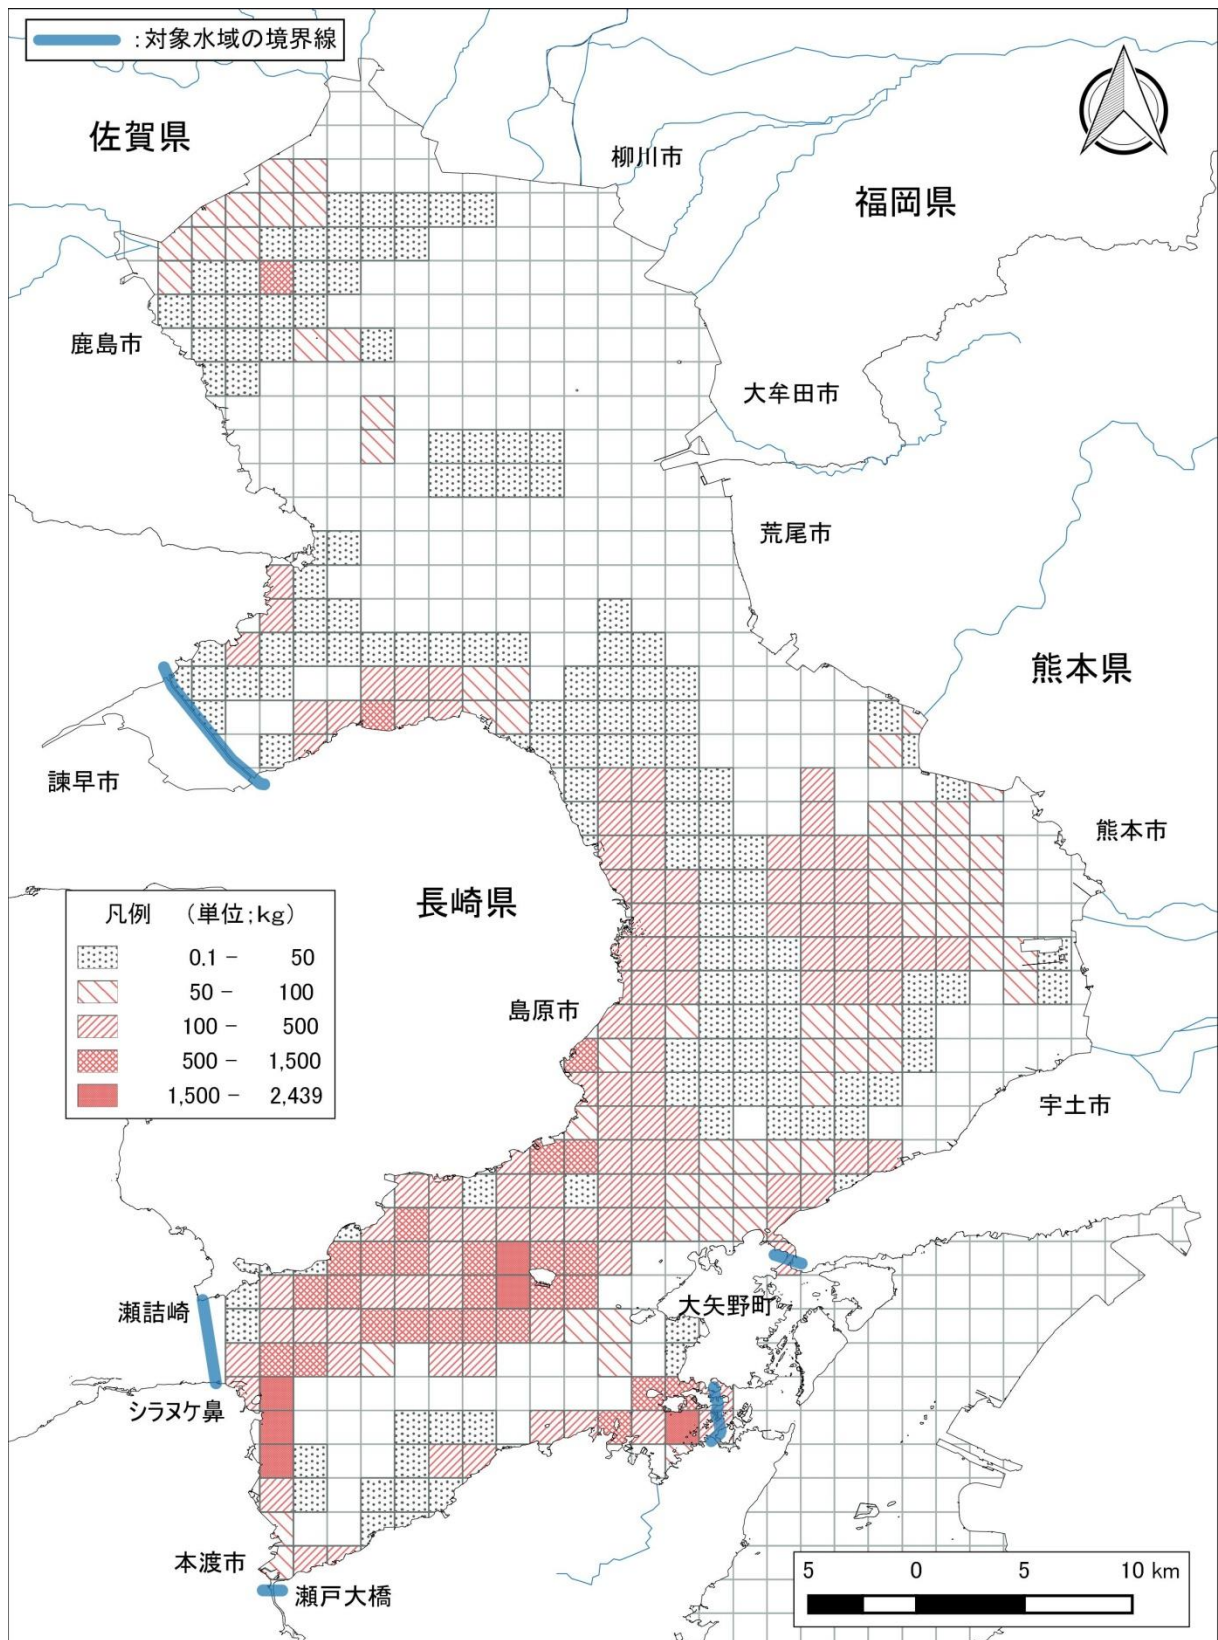 :対象水域の境界線
佐賀県
柳川市
福岡県
鹿島市
大牟田市
荒尾市
熊本県
諫早市
熊本市
長崎県
凡例 (単位;kg)
0.1 - 50
50 - 100
100 - 500
500 - 1,500
1,500 - 2,439
島原市
宇土市
瀬詰崎
大矢野町
シラヌケ鼻
本渡市
瀬戸大橋
5 0 5 10 km